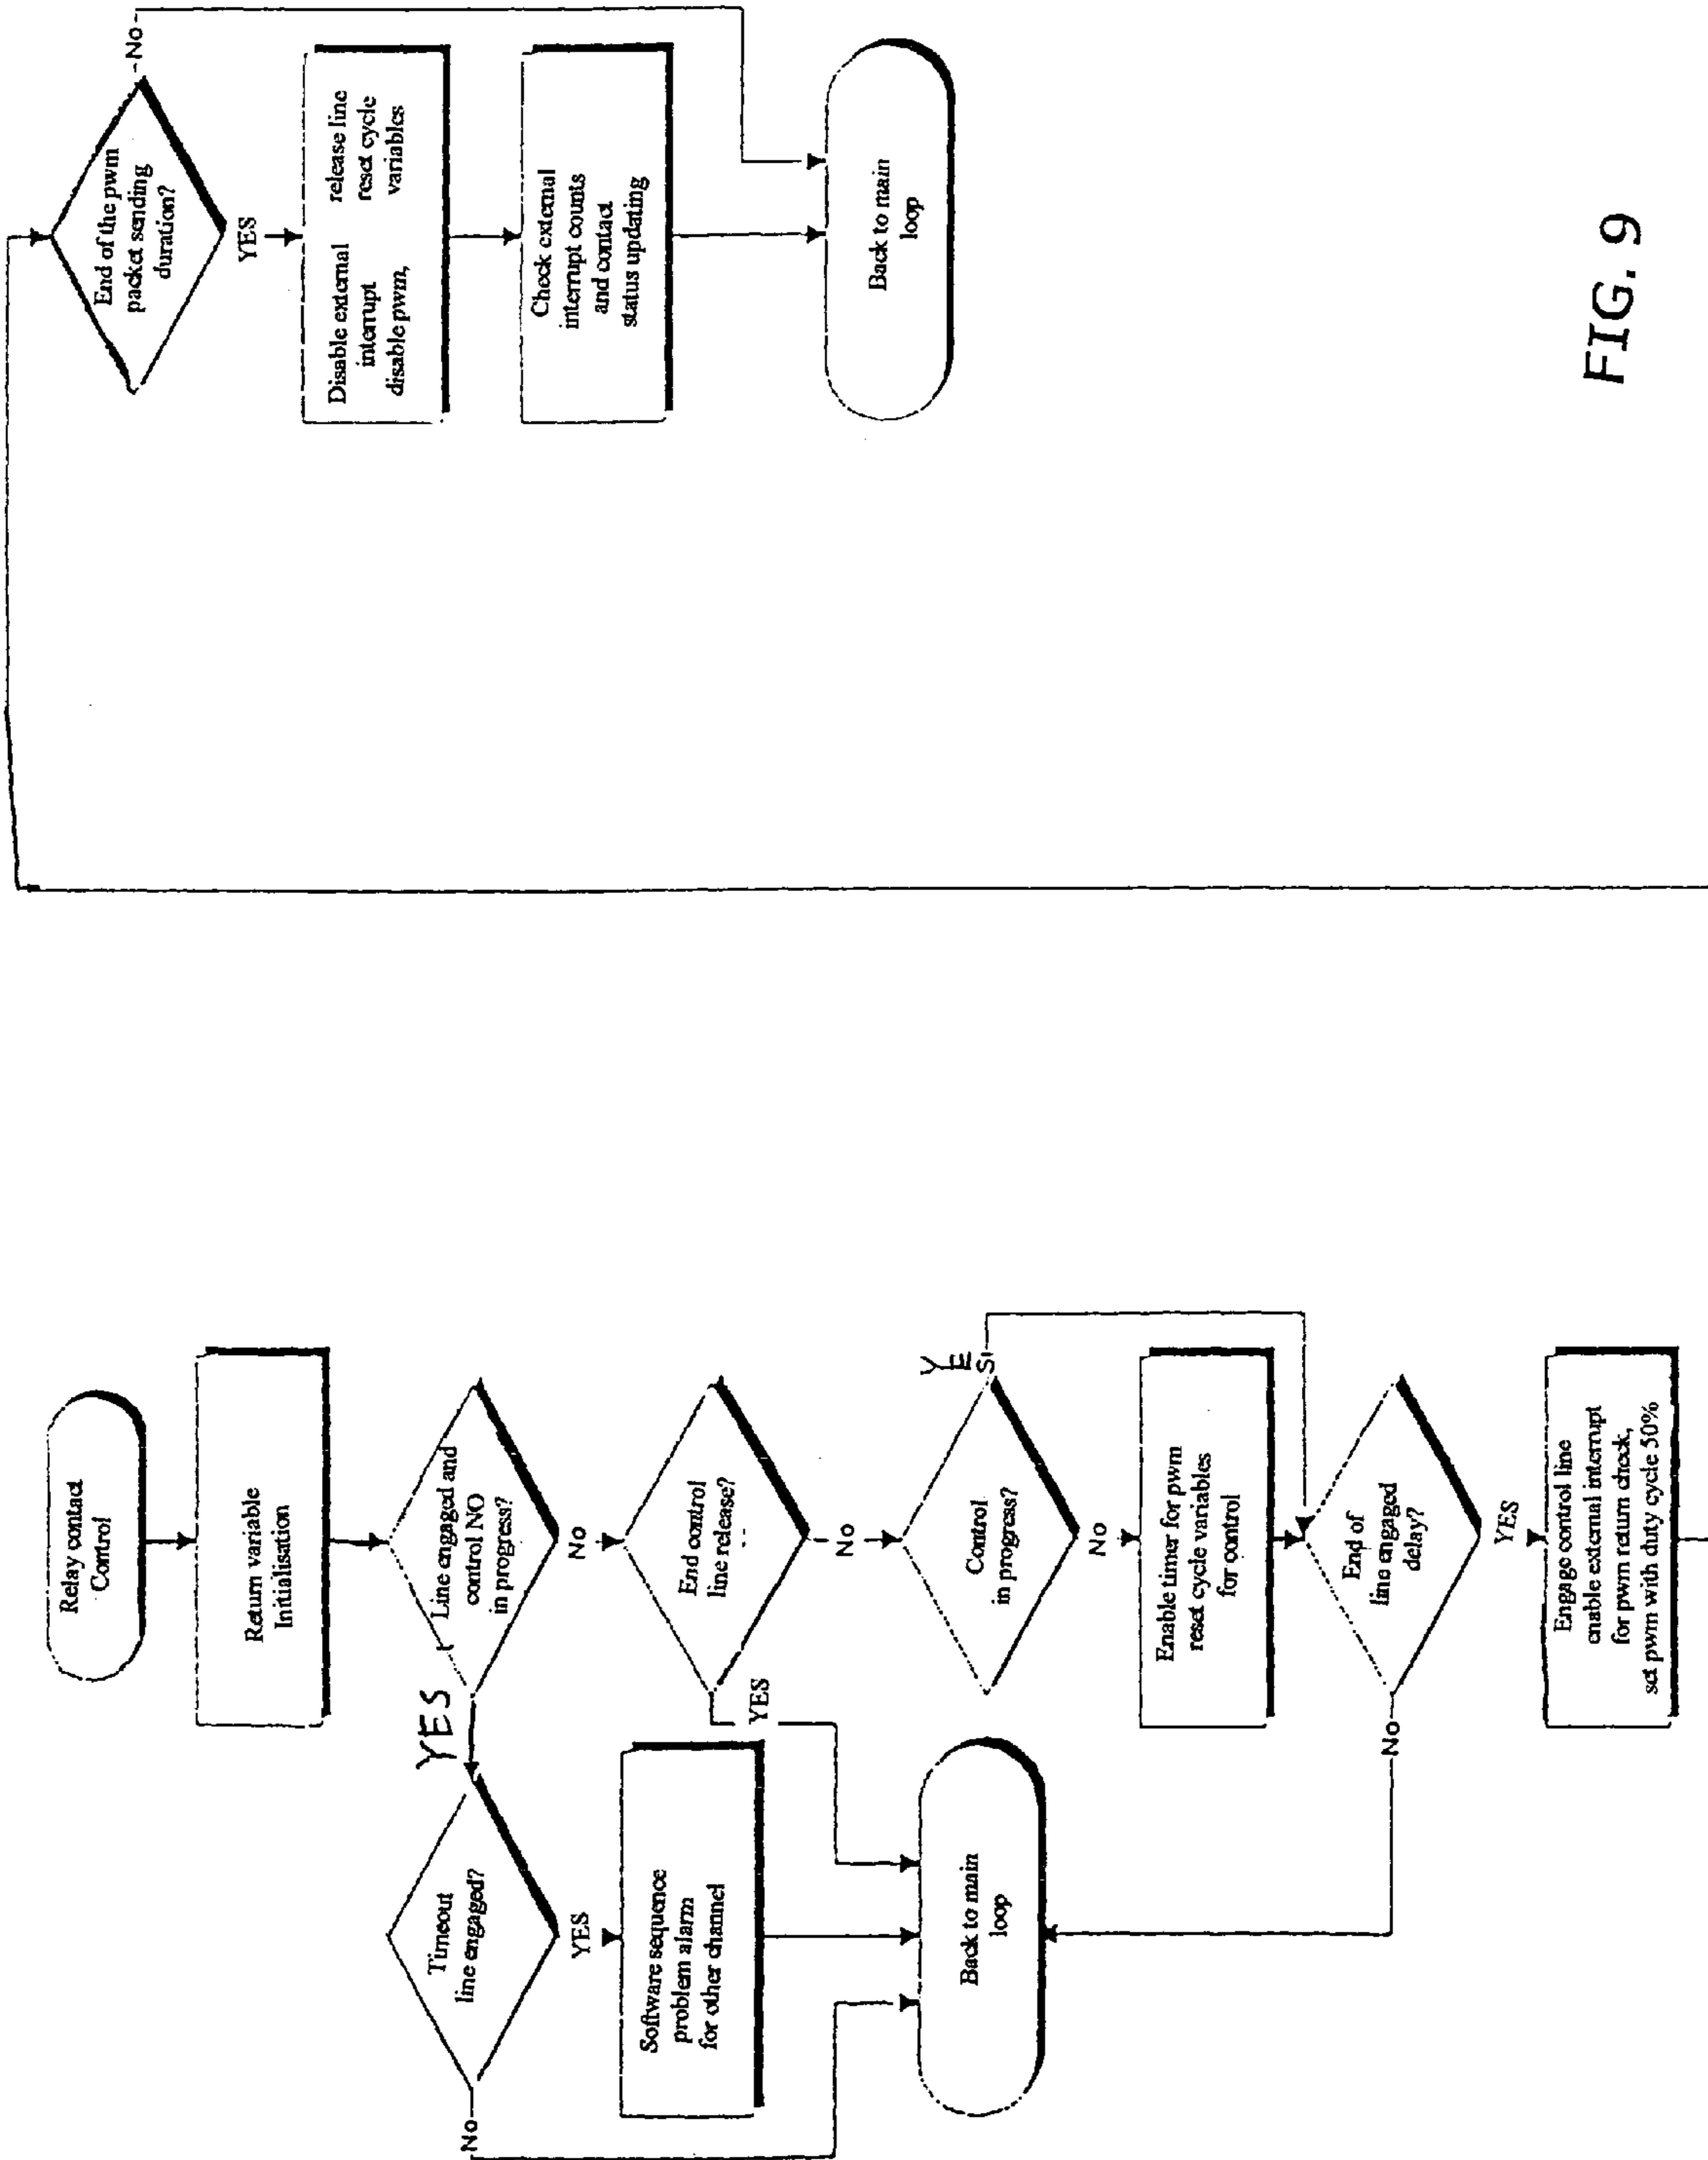 Relay contact
Control
Return variable
Initialisation
Line engaged and
control NO
in progress?
YES
No
Timeout
line engaged?
No
YES
Software sequence
problem alarm
for other channel
End control
line release?
YES
No
Back to main
loop
Control
in progress?
YE
SI
No
Enable timer for pwm
reset cycle variables
for control
End of
line engaged
delay?
No
YES
Engage control line
enable external interrupt
for pwm return check,
set pwm with duty cycle 50%
End of the pwm
packet sending
duration?
No
YES
Disable external release line
interrupt reset cycle
disable pwm, variables
Check external
interrupt counts
and contact
status updating
Back to main
loop
FIG. 9